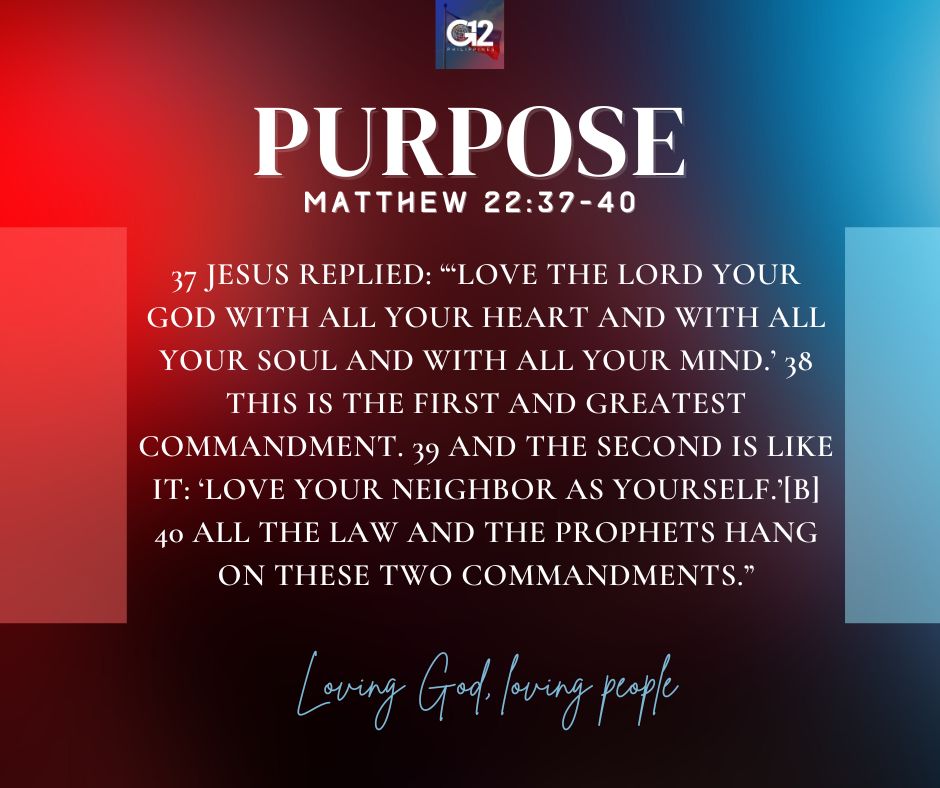 G12
PHILIPPINES
PURPOSE
MATTHEW 22:37-40
37 JESUS REPLIED: “‘LOVE THE LORD YOUR
GOD WITH ALL YOUR HEART AND WITH ALL
YOUR SOUL AND WITH ALL YOUR MIND.’ 38
THIS IS THE FIRST AND GREATEST
COMMANDMENT. 39 AND THE SECOND IS LIKE
IT: ‘LOVE YOUR NEIGHBOR AS YOURSELF.’[B]
40 ALL THE LAW AND THE PROPHETS HANG
ON THESE TWO COMMANDMENTS.”
Loving God, loving people